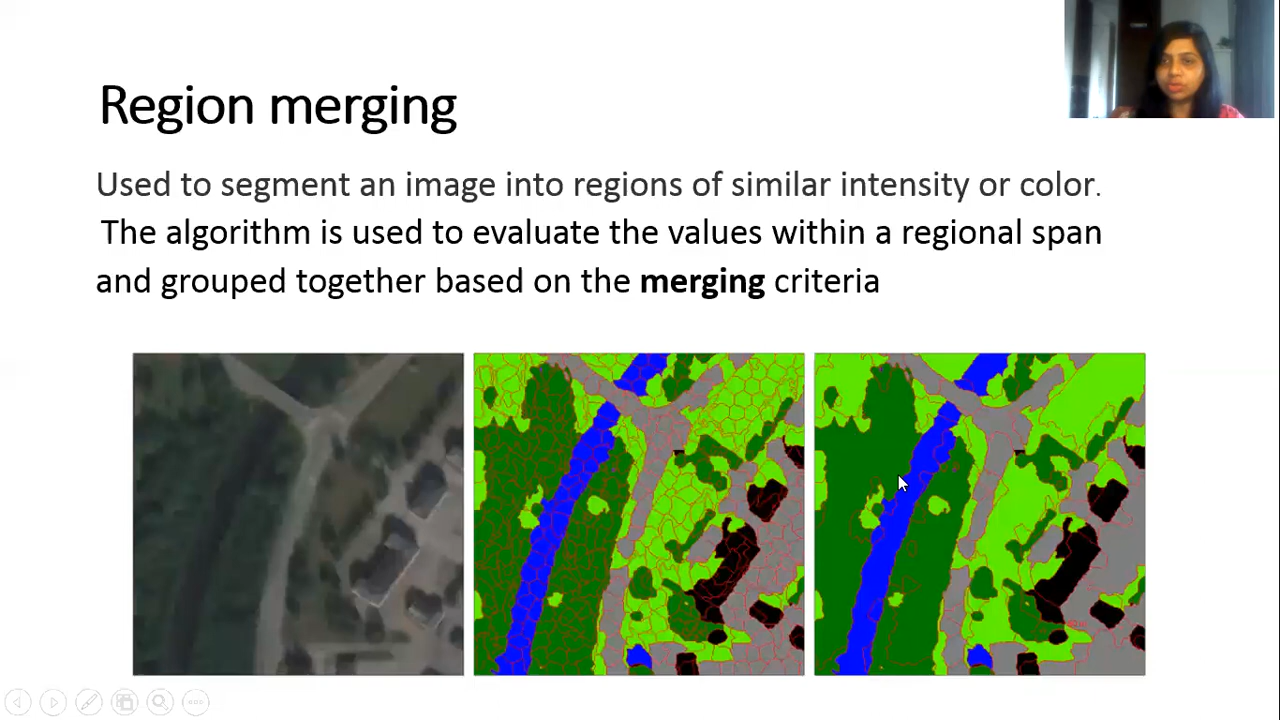 Region merging
Used to segment an image into regions of similar intensity or color.
The algorithm is used to evaluate the values within a regional span
and grouped together based on the merging criteria